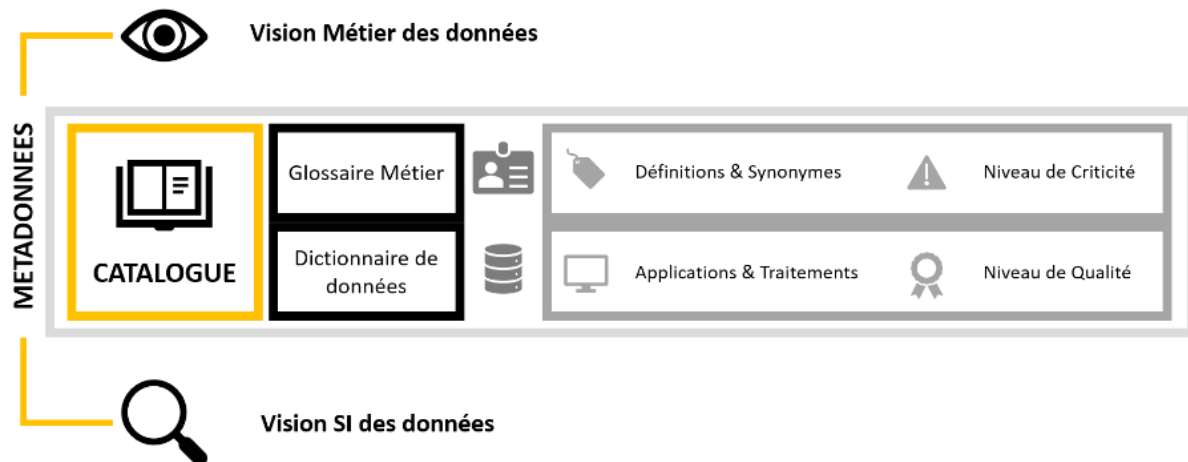 Vision Métier des données
METADONNEES
CATALOGUE
Glossaire Métier
Définitions & Synonymes
Niveau de Criticité
Dictionnaire de
données
Applications & Traitements
Niveau de Qualité
Vision SI des données